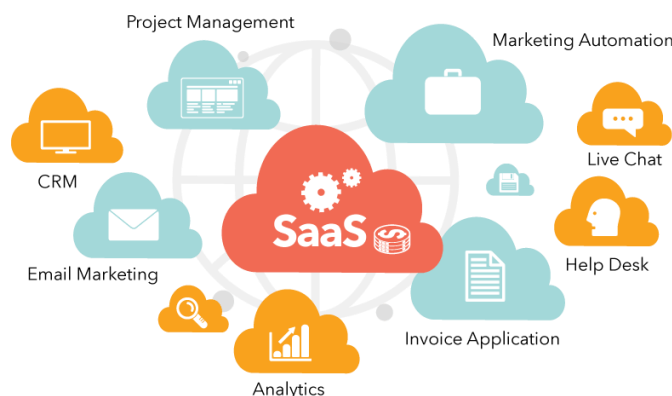 Project Management
Marketing Automation
CRM
Live Chat
SaaS
$
Email Marketing
Help Desk
Invoice Application
Analytics